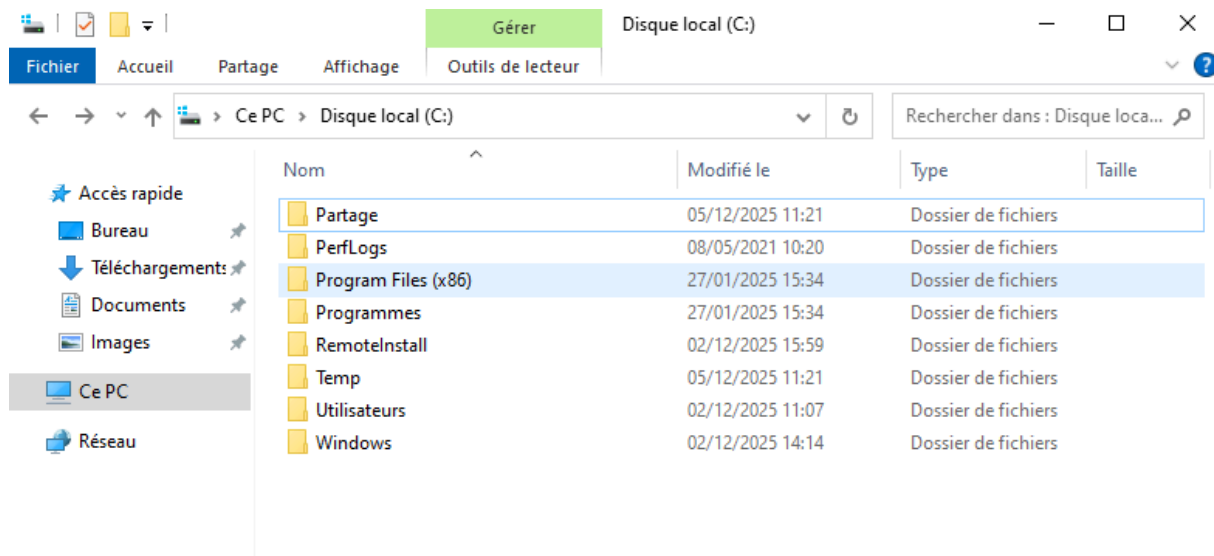 Gérer Disque local (C:)
Fichier Accueil Partage Affichage Outils de lecteur
Ce PC Disque local (C:) Rechercher dans : Disque loca...
Nom Modifié le Type Taille
Accès rapide
Bureau
Téléchargements
Documents
Images
Ce PC
Réseau
Partage 05/12/2025 11:21 Dossier de fichiers
PerfLogs 08/05/2021 10:20 Dossier de fichiers
Program Files (x86) 27/01/2025 15:34 Dossier de fichiers
Programmes 27/01/2025 15:34 Dossier de fichiers
RemoteInstall 02/12/2025 15:59 Dossier de fichiers
Temp 05/12/2025 11:21 Dossier de fichiers
Utilisateurs 02/12/2025 11:07 Dossier de fichiers
Windows 02/12/2025 14:14 Dossier de fichiers